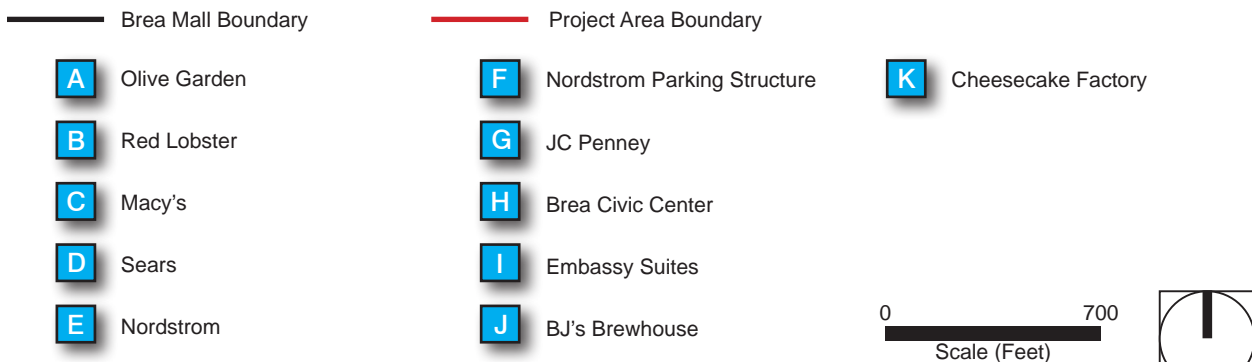 Brea Mall Boundary
Project Area Boundary
A Olive Garden
F Nordstrom Parking Structure
K Cheesecake Factory
B Red Lobster
G JC Penney
C Macy's
H Brea Civic Center
D Sears
I Embassy Suites
E Nordstrom
J BJ's Brewhouse
0 700
Scale (Feet)